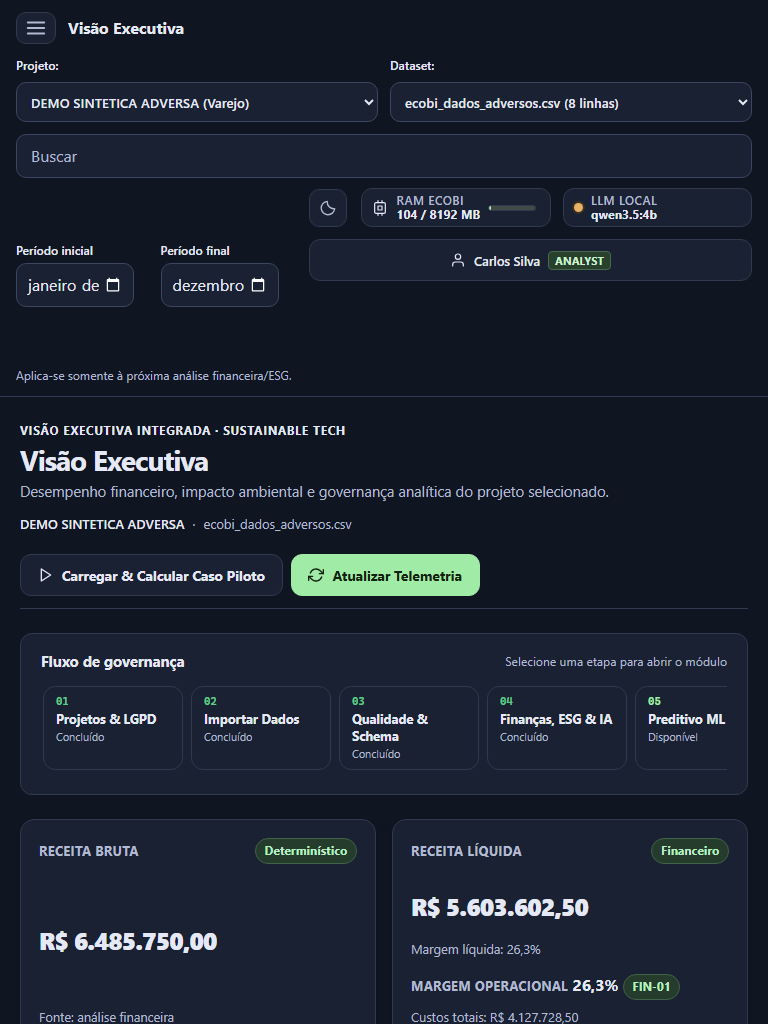 Visão Executiva
Projeto:
Dataset:
DEMO SINTETICA ADVERSA (Varejo)
ecobi_dados_adversos.csv (8 linhas)
Buscar
RAM ECOBI
104 / 8192 MB
LLM LOCAL
qwen3.5:4b
Período inicial
Período final
janeiro de
dezembro
Carlos Silva
ANALYST
Aplica-se somente à próxima análise financeira/ESG.
VISÃO EXECUTIVA INTEGRADA · SUSTAINABLE TECH
Visão Executiva
Desempenho financeiro, impacto ambiental e governança analítica do projeto selecionado.
DEMO SINTETICA ADVERSA · ecobi_dados_adversos.csv
Carregar & Calcular Caso Piloto
Atualizar Telemetria
Fluxo de governança
Selecione uma etapa para abrir o módulo
01
Projetos & LGPD
Concluído
02
Importar Dados
Concluído
03
Qualidade &
Schema
Concluído
04
Finanças, ESG & IA
Concluído
05
Preditivo ML
Disponível
RECEITA BRUTA
Determinístico
R$ 6.485.750,00
Fonte: análise financeira
RECEITA LÍQUIDA
Financeiro
R$ 5.603.602,50
Margem líquida: 26,3%
MARGEM OPERACIONAL 26,3% FIN-01
Custos totais: R$ 4.127.728,50